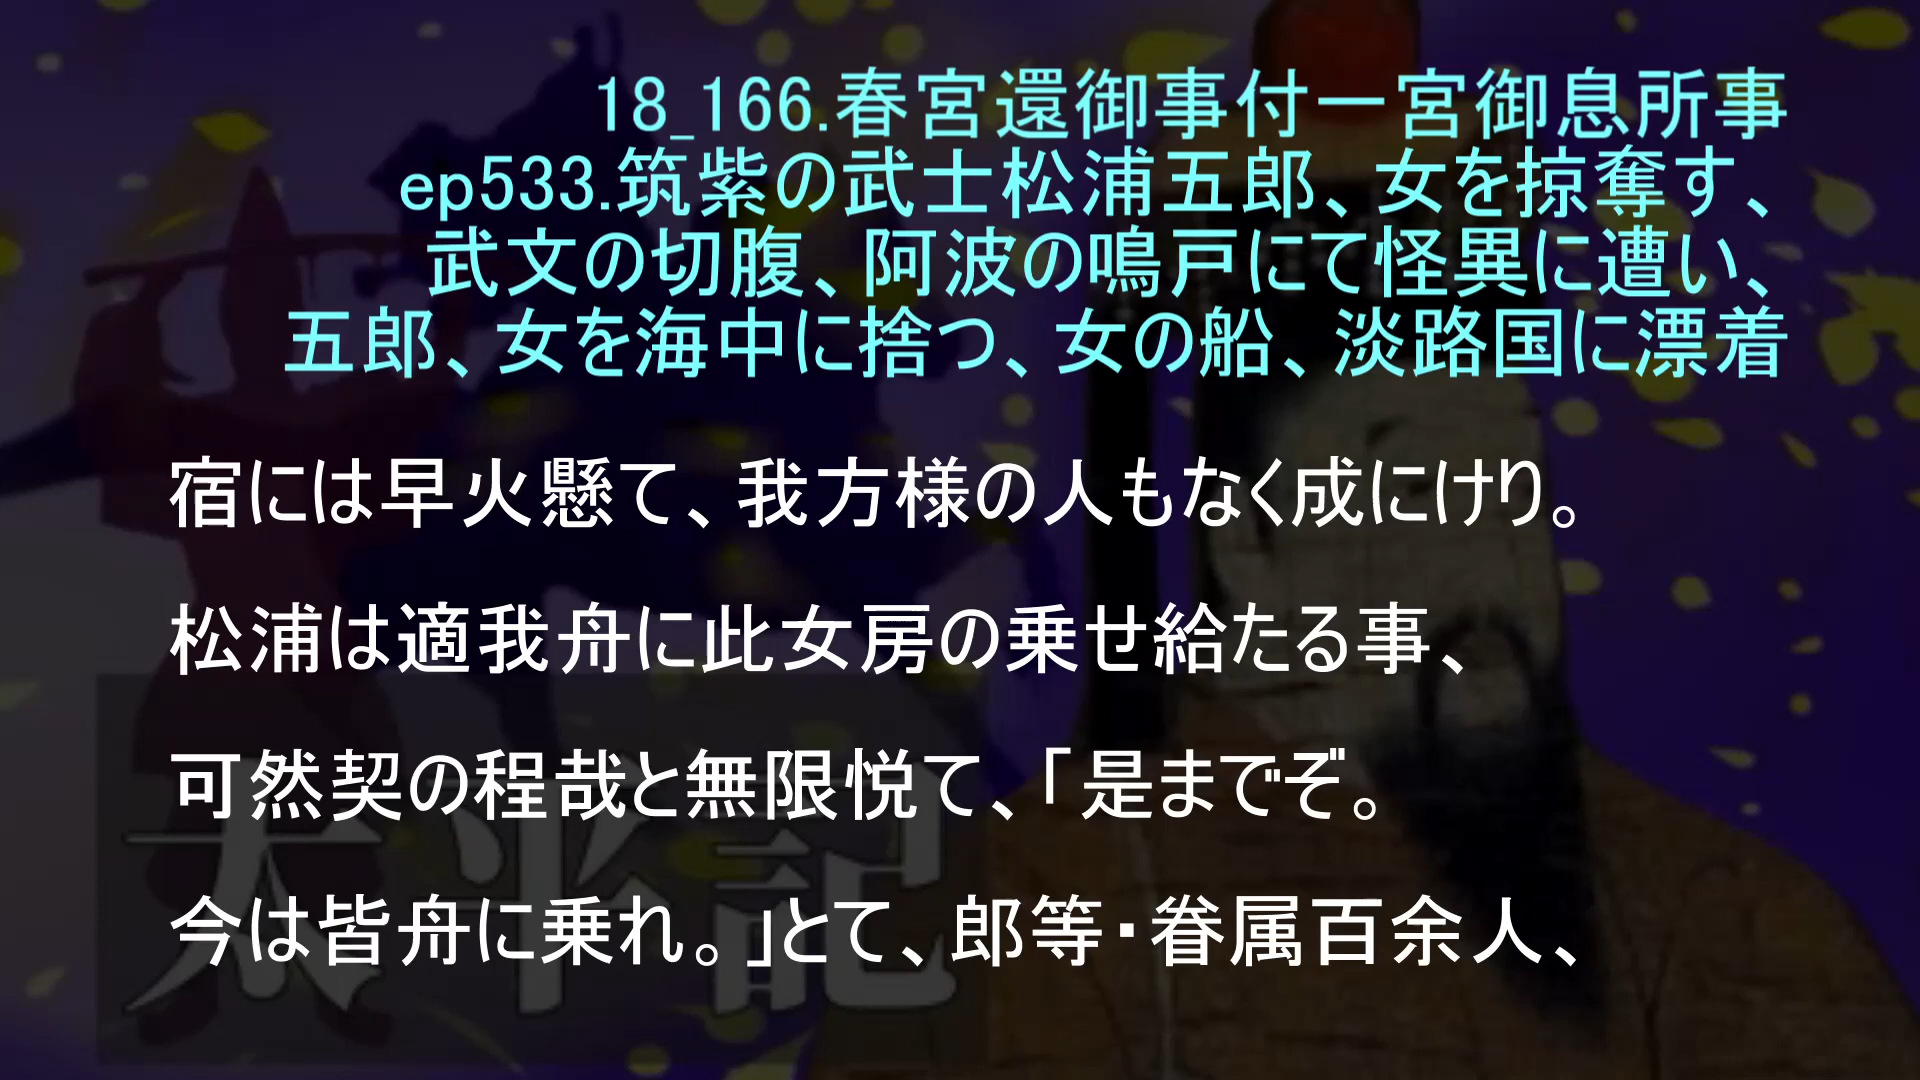 18_166.春宮還御事付一宮御息所事
ep533.筑紫の武士松浦五郎、女を掠奪す、
武文の切腹、阿波の鳴戸にて怪異に遭い、
五郎、女を海中に捨つ、女の船、淡路国に漂着
宿には早火懸て、我方様の人もなく成にけり。
松浦は適我舟に此女房の乗せ給たる事、
可然契の程哉と無限悦て、「是までぞ。
今は皆舟に乗れ。」とて、郎等・眷属百余人、
太平記